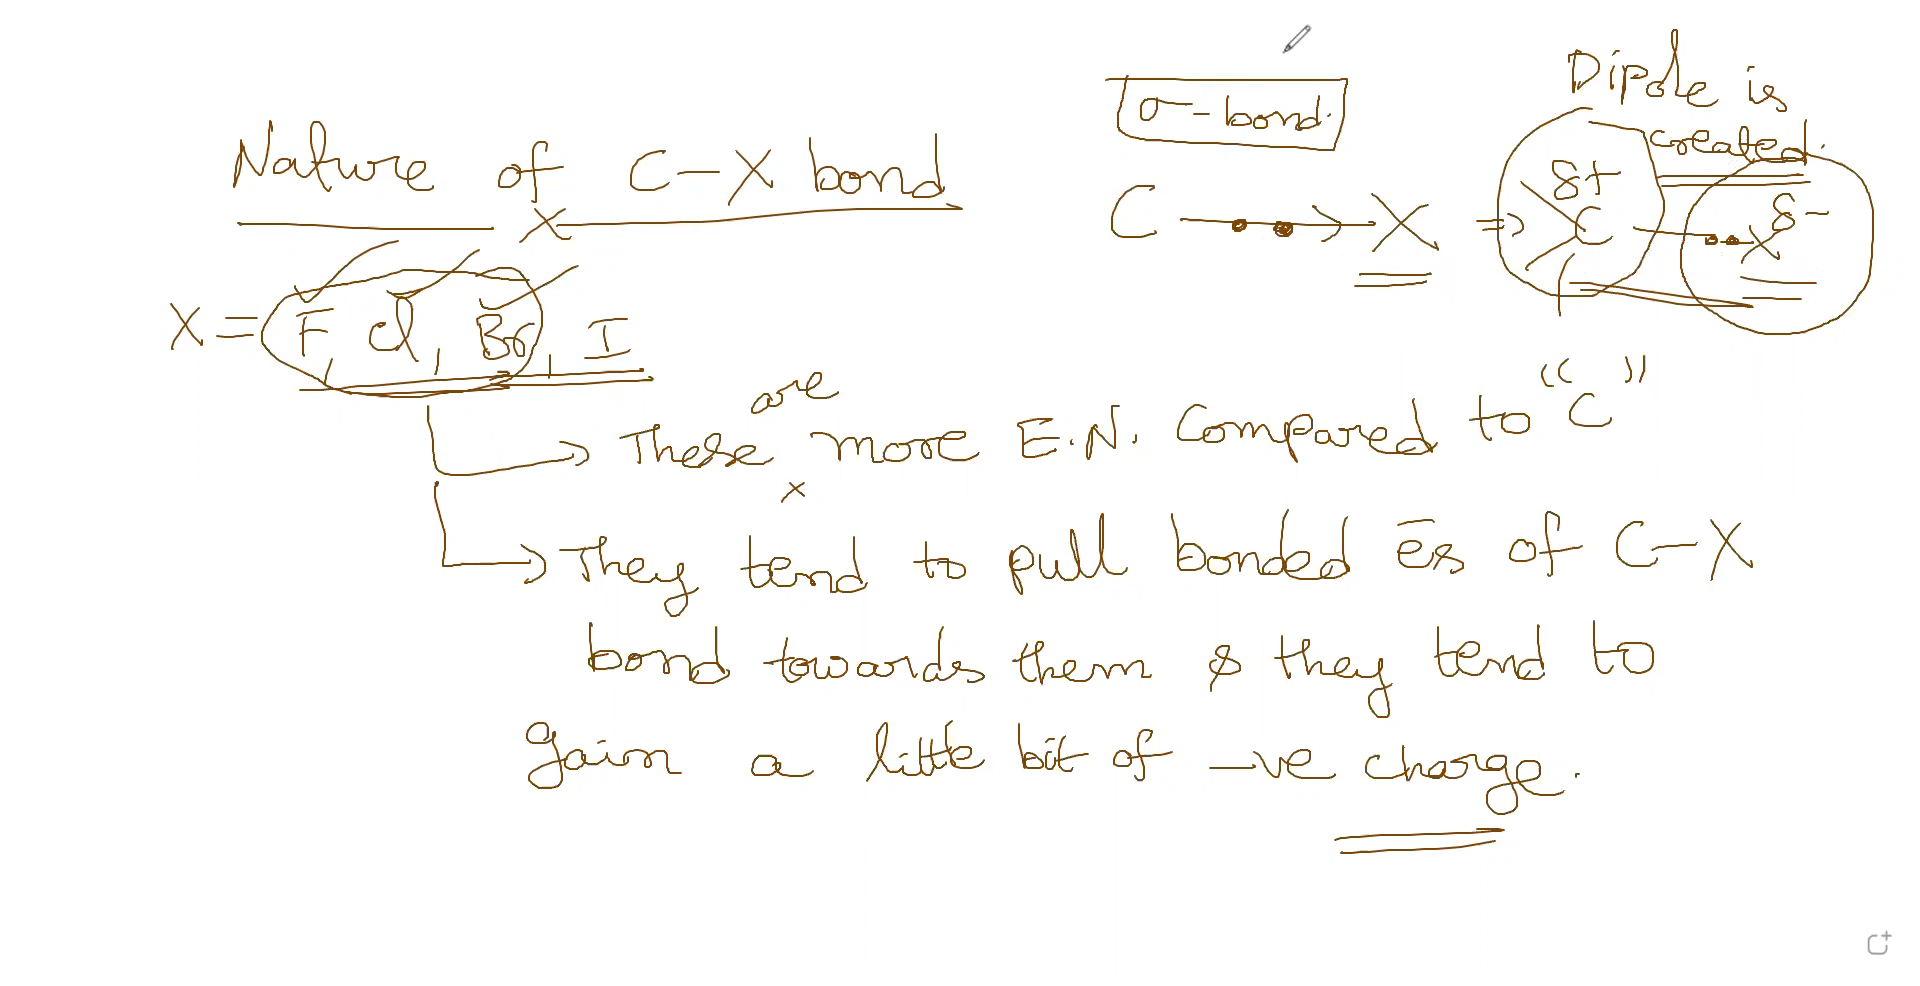 Nature of C-X bond
σ-bond.
Dipole is
created.
C → X ⇒ δ+ C - X δ-
X = F, Cl, Br, I
→ These are more E.N. Compared to "C"
→ They tend to pull bonded ēs of C-X
bond towards them & they tend to
gain a little bit of -ve charge.